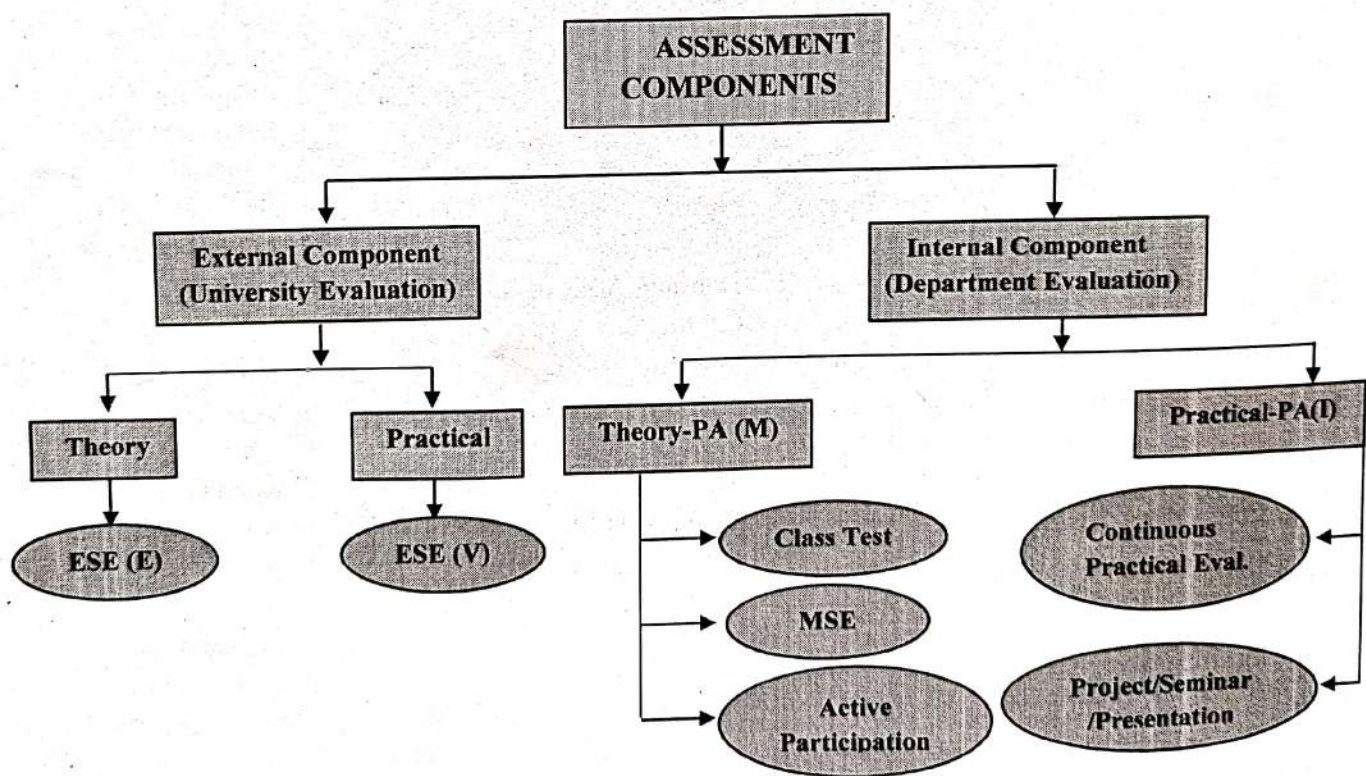 ASSESSMENT
COMPONENTS
External Component
(University Evaluation)
Internal Component
(Department Evaluation)
Theory
Practical
Theory-PA (M)
Practical-PA(I)
ESE (E)
ESE (V)
Class Test
Continuous
Practical Eval.
MSE
Active
Participation
Project/Seminar
/Presentation